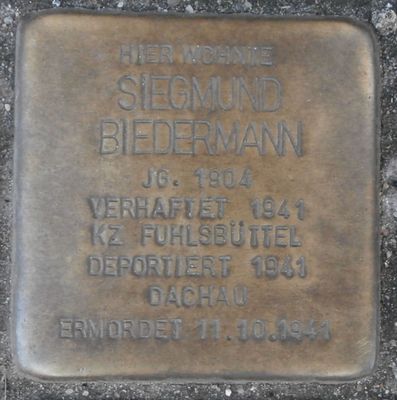 HIER WOHNTE
SIEGMUND
BIEDERMANN
JG. 1904
VERHAFTET 1941
KZ FUHLSBÜTTEL
DEPORTIERT 1941
DACHAU
ERMORDET 11.10.1941